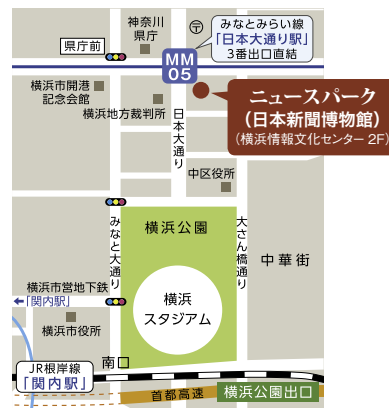 神奈川
県庁
〒
みなとみらい線
「日本大通り駅」
3番出口直結
県庁前
MM
05
横浜市開港
記念会館
横浜地方裁判所
日本大通り
ニュースパーク
(日本新聞博物館)
(横浜情報文化センター 2F)
中区役所
みなと大通り
横浜公園
大さん橋通り
中華街
横浜市営地下鉄
「関内駅」
横浜
スタジアム
横浜市役所
南口
JR根岸線
「関内駅」
首都高速
横浜公園出口